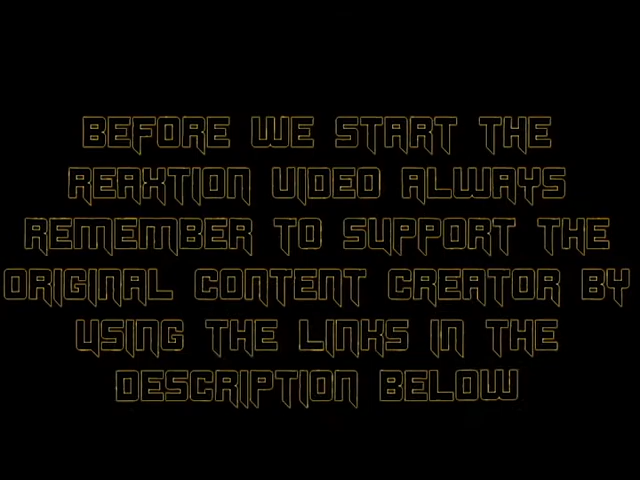 BEFORE WE START THE
REAXTION VIDEO ALWAYS
REMEMBER TO SUPPORT THE
ORIGINAL CONTENT CREATOR BY
USING THE LINKS IN THE
DESCRIPTION BELOW